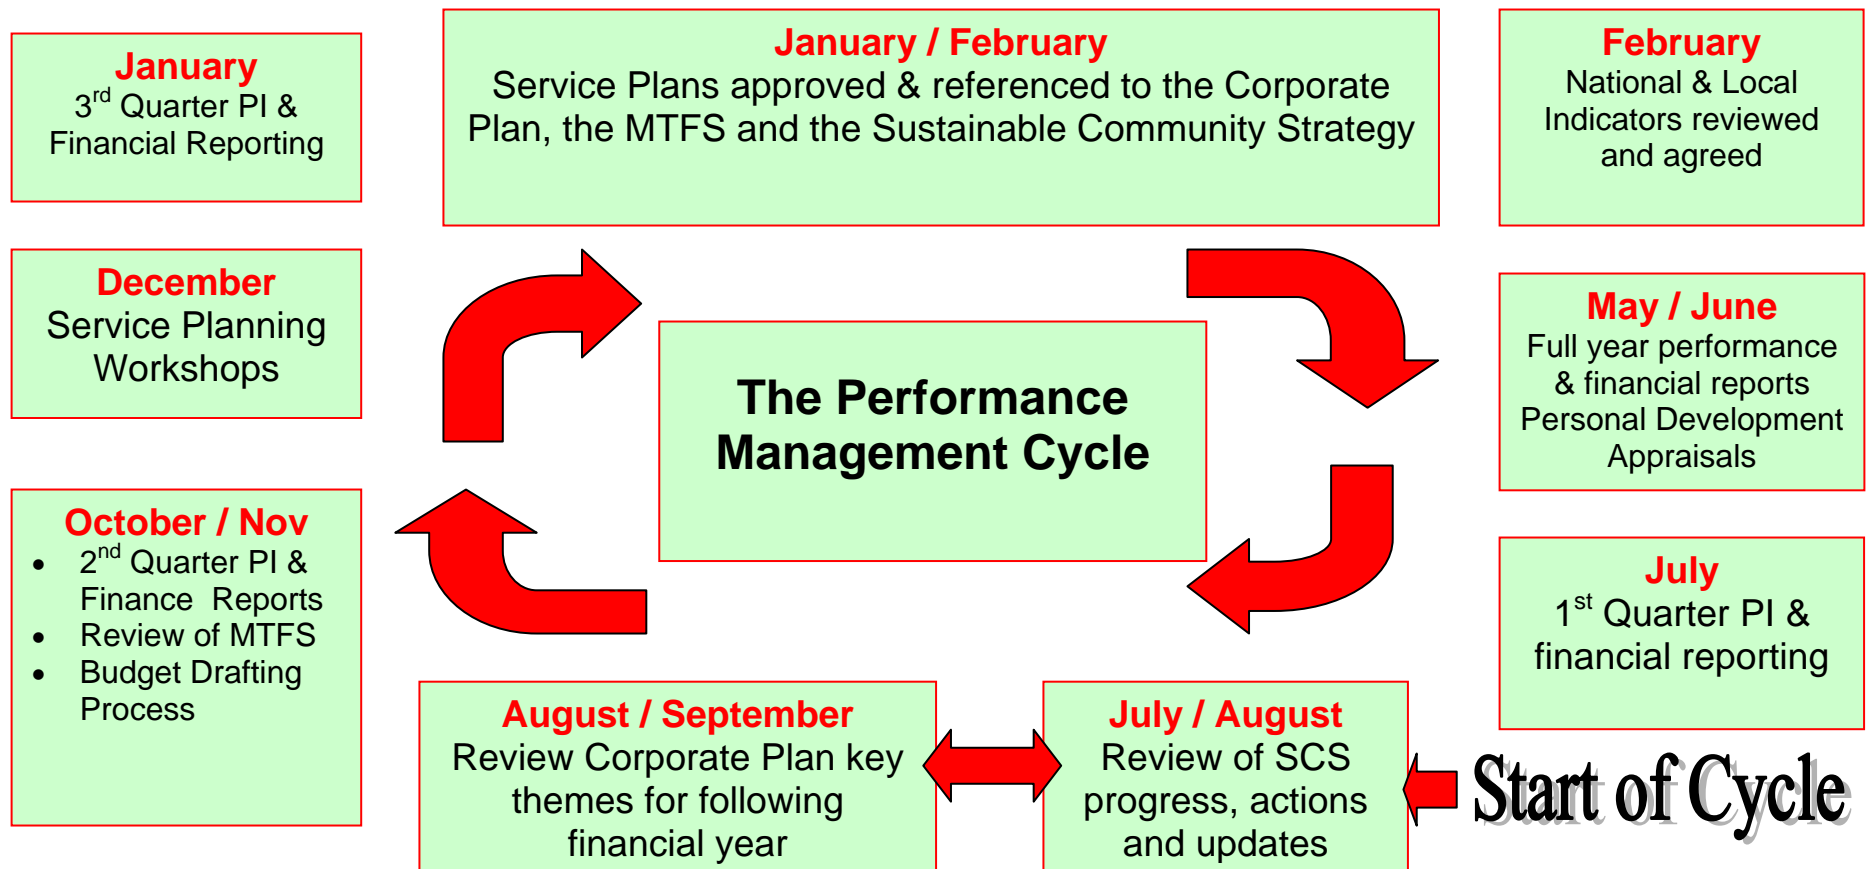 January
3rd Quarter PI &
Financial Reporting
January / February
Service Plans approved & referenced to the Corporate
Plan, the MTFS and the Sustainable Community Strategy
February
National & Local
Indicators reviewed
and agreed
December
Service Planning
Workshops
The Performance
Management Cycle
May / June
Full year performance
& financial reports
Personal Development
Appraisals
October / Nov
• 2nd Quarter PI &
Finance Reports
• Review of MTFS
• Budget Drafting
Process
July
1st Quarter PI &
financial reporting
August / September
Review Corporate Plan key
themes for following
financial year
July / August
Review of SCS
progress, actions
and updates
Start of Cycle